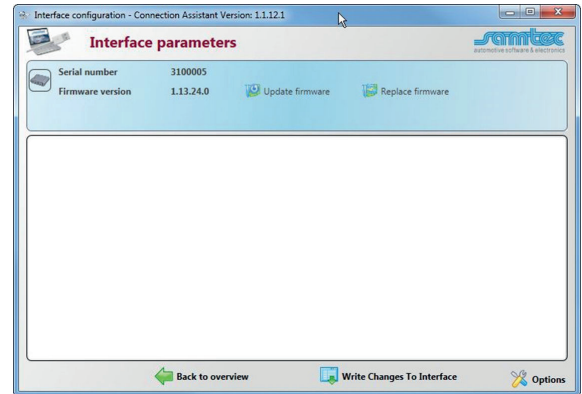 Interface configuration - Connection Assistant Version: 1.1.12.1
Interface parameters
samtec
automotive software & electronics
Serial number 3100005
Firmware version 1.13.24.0 Update firmware Replace firmware
Back to overview Write Changes To Interface Options